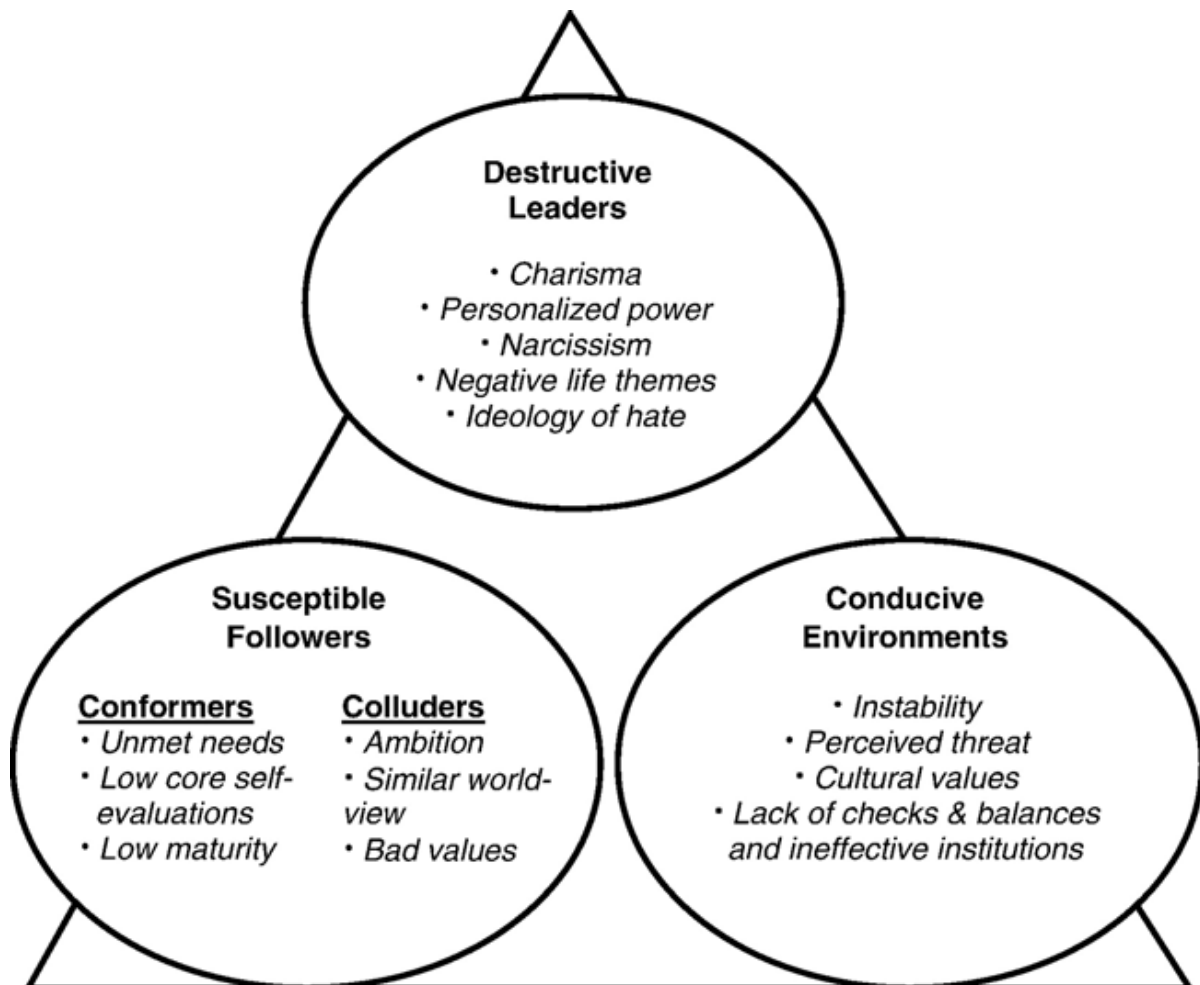 Destructive
Leaders
• Charisma
• Personalized power
• Narcissism
• Negative life themes
• Ideology of hate
Susceptible
Followers
Conformers
• Unmet needs
• Low core self-
evaluations
• Low maturity
Colluders
• Ambition
• Similar world-
view
• Bad values
Conducive
Environments
• Instability
• Perceived threat
• Cultural values
• Lack of checks & balances
and ineffective institutions